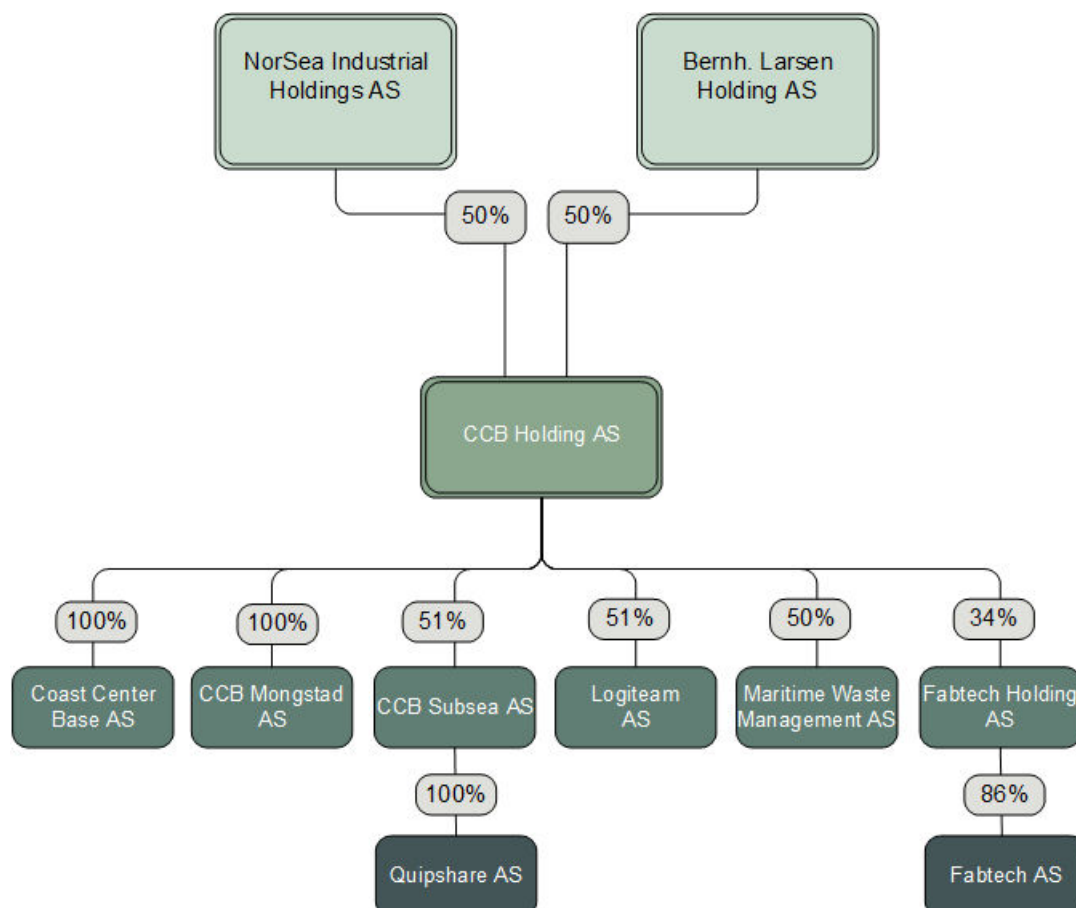 NorSea Industrial
Holdings AS
Bernh. Larsen
Holding AS
50%
50%
CCB Holding AS
100%
100%
51%
51%
50%
34%
Coast Center
Base AS
CCB Mongstad
AS
CCB Subsea AS
Logiteam
AS
Maritime Waste
Management AS
Fabtech Holding
AS
100%
86%
Quipshare AS
Fabtech AS